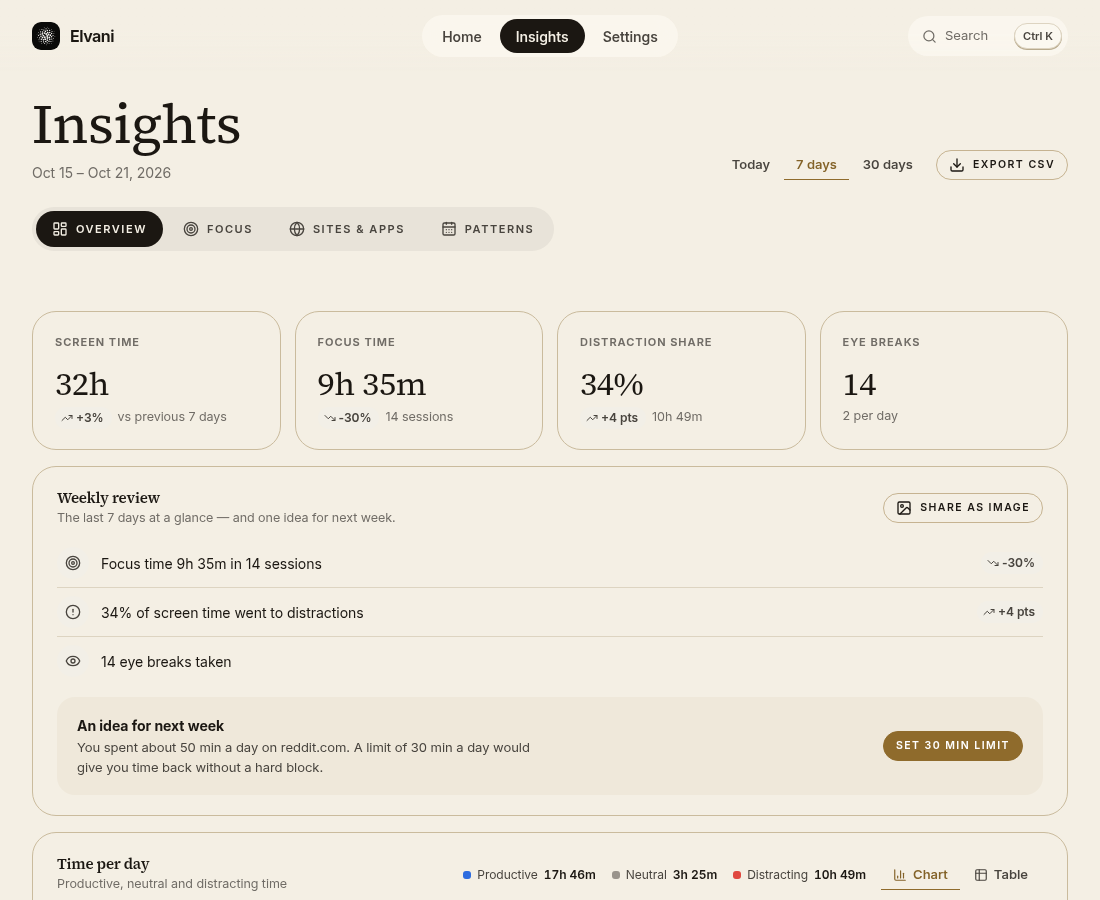 Elvani
Home Insights Settings
Search Ctrl K
Insights
Oct 15 – Oct 21, 2026
Today 7 days 30 days EXPORT CSV
OVERVIEW FOCUS SITES & APPS PATTERNS
SCREEN TIME
32h
+3% vs previous 7 days
FOCUS TIME
9h 35m
-30% 14 sessions
DISTRACTION SHARE
34%
+4 pts 10h 49m
EYE BREAKS
14
2 per day
Weekly review
The last 7 days at a glance — and one idea for next week.
SHARE AS IMAGE
Focus time 9h 35m in 14 sessions -30%
34% of screen time went to distractions +4 pts
14 eye breaks taken
An idea for next week
You spent about 50 min a day on reddit.com. A limit of 30 min a day would
give you time back without a hard block.
SET 30 MIN LIMIT
Time per day
Productive, neutral and distracting time
Productive 17h 46m Neutral 3h 25m Distracting 10h 49m Chart Table